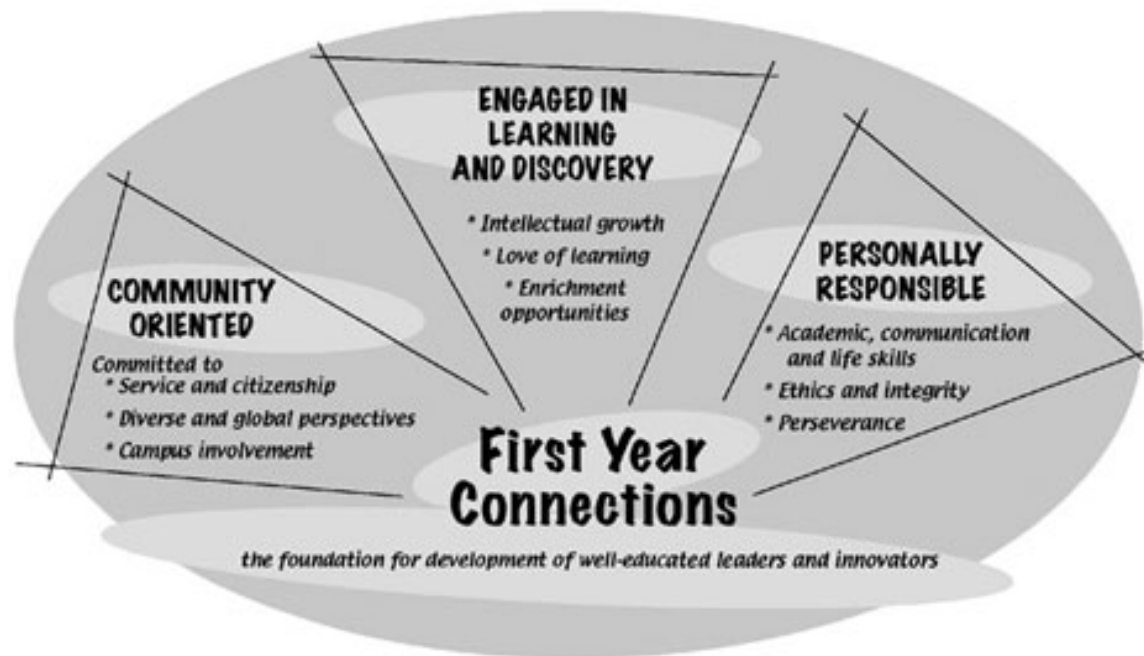 ENGAGED IN
LEARNING
AND DISCOVERY
* Intellectual growth
* Love of learning
* Enrichment
opportunities
COMMUNITY
ORIENTED
Committed to
* Service and citizenship
* Diverse and global perspectives
* Campus involvement
PERSONALLY
RESPONSIBLE
* Academic, communication
and life skills
* Ethics and integrity
* Perseverance
First Year
Connections
the foundation for development of well-educated leaders and innovators